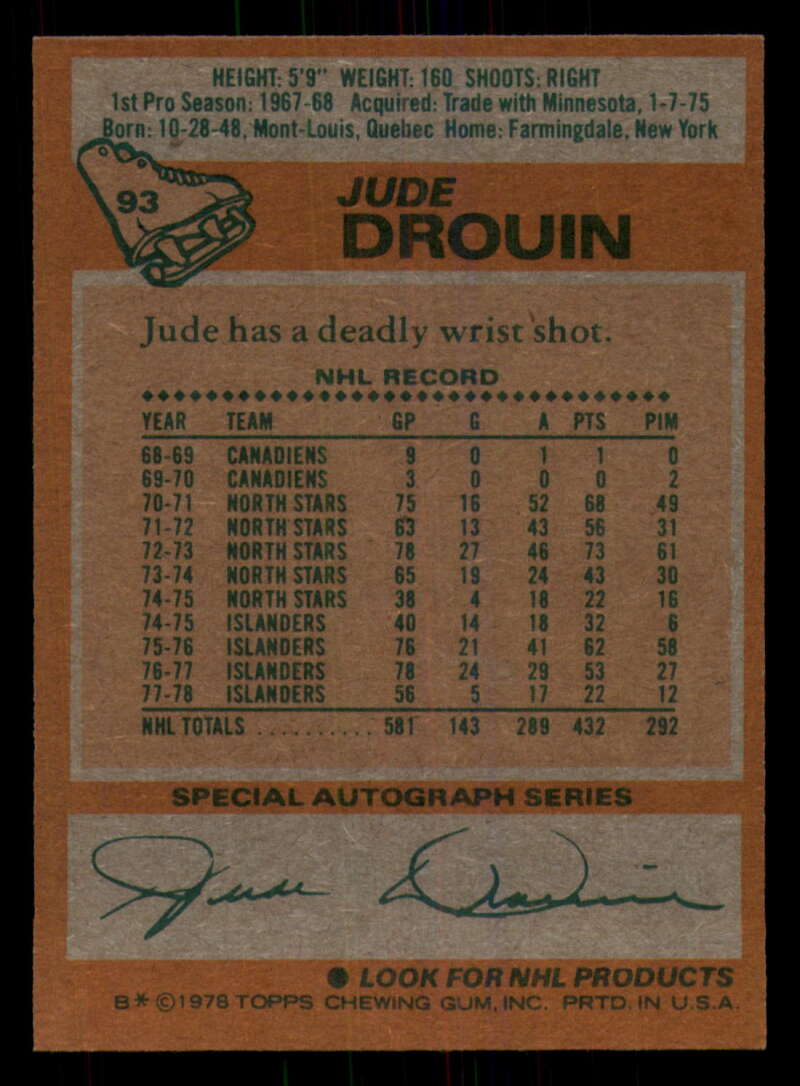 HEIGHT: 5'9" WEIGHT: 160 SHOOTS: RIGHT
1st Pro Season: 1967-68 Acquired: Trade with Minnesota, 1-7-75
Born: 10-28-48, Mont-Louis, Quebec Home: Farmingdale, New York
93
JUDE
DROUIN
Jude has a deadly wrist shot.
NHL RECORD
YEAR TEAM GP G A PTS PIM
68-69 CANADIENS 9 0 1 1 0
69-70 CANADIENS 3 0 0 0 2
70-71 NORTH STARS 75 16 52 68 49
71-72 NORTH STARS 63 13 43 56 31
72-73 NORTH STARS 78 27 46 73 61
73-74 NORTH STARS 65 19 24 43 30
74-75 NORTH STARS 38 4 18 22 16
74-75 ISLANDERS 40 14 18 32 6
75-76 ISLANDERS 76 21 41 62 58
76-77 ISLANDERS 78 24 29 53 27
77-78 ISLANDERS 56 5 17 22 12
NHL TOTALS .......... 581 143 289 432 292
SPECIAL AUTOGRAPH SERIES
Jude Drouin
LOOK FOR NHL PRODUCTS
B* ©1978 TOPPS CHEWING GUM, INC. PRTD. IN U.S.A.